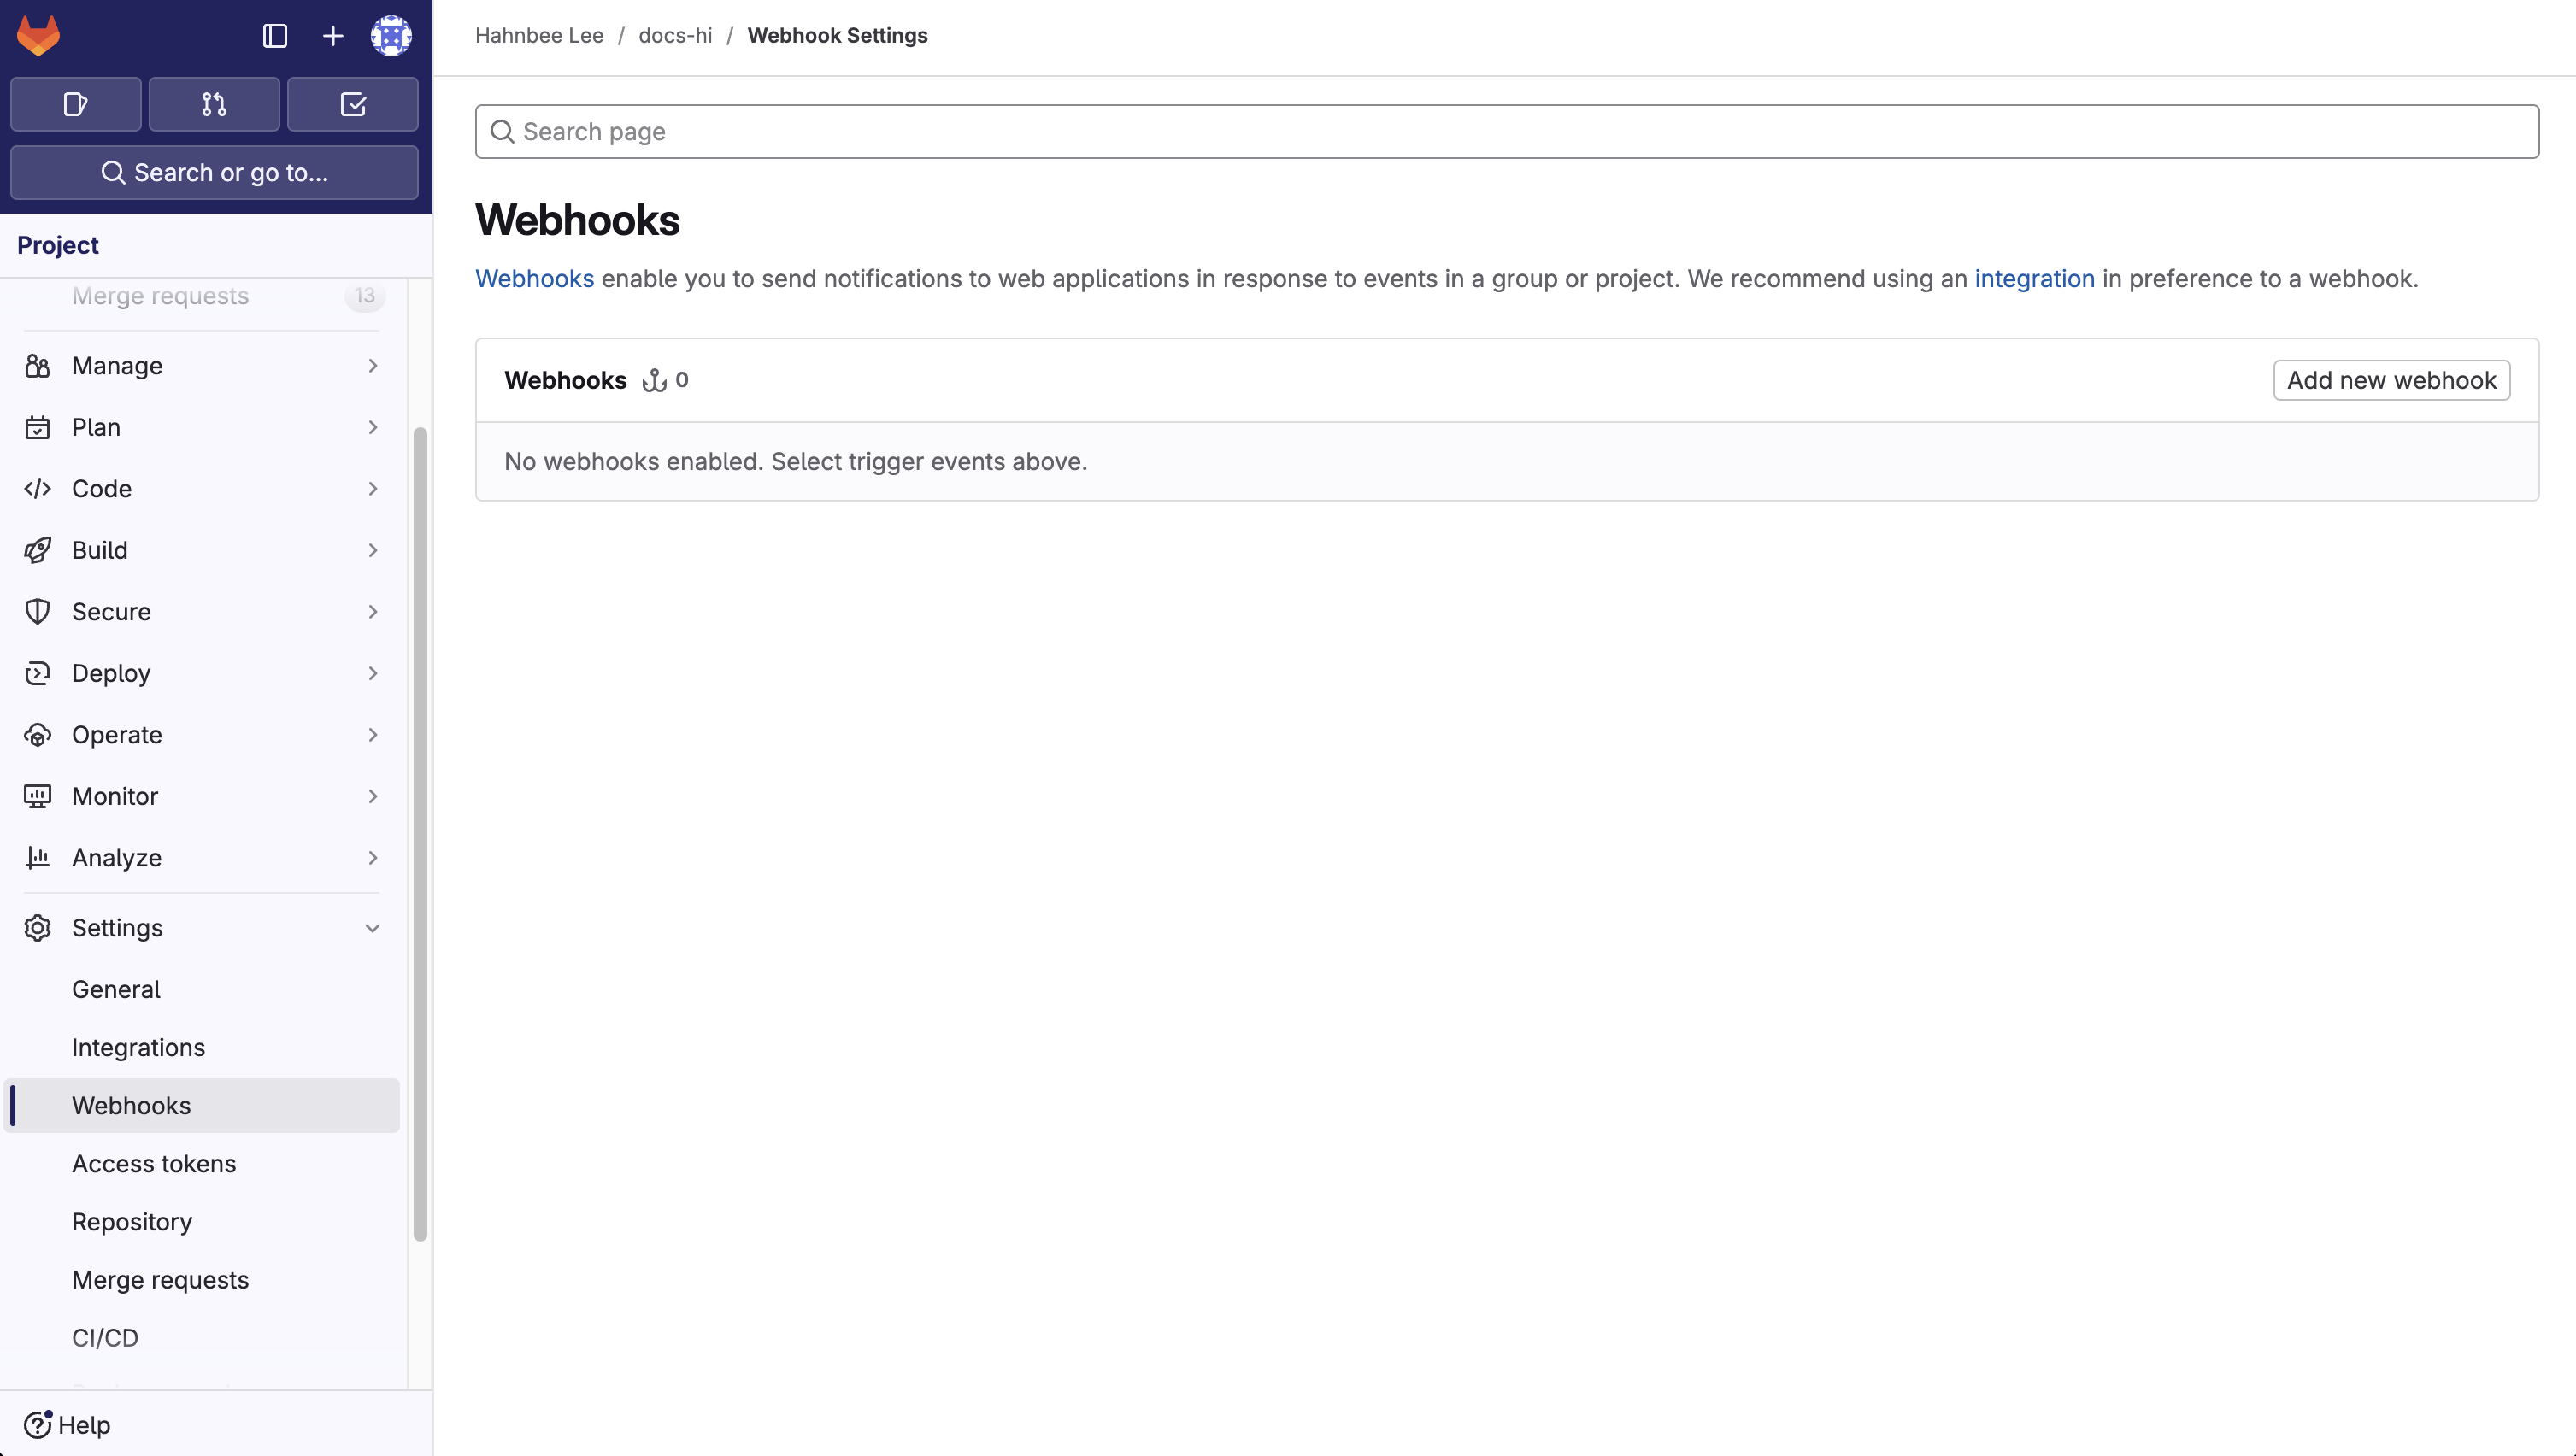 Search or go to...
Project
Merge requests 13
Manage
Plan
Code
Build
Secure
Deploy
Operate
Monitor
Analyze
Settings
General
Integrations
Webhooks
Access tokens
Repository
Merge requests
CI/CD
Help
Hahnbee Lee / docs-hi / Webhook Settings
Search page
Webhooks
Webhooks enable you to send notifications to web applications in response to events in a group or project. We recommend using an integration in preference to a webhook.
Webhooks 0
Add new webhook
No webhooks enabled. Select trigger events above.